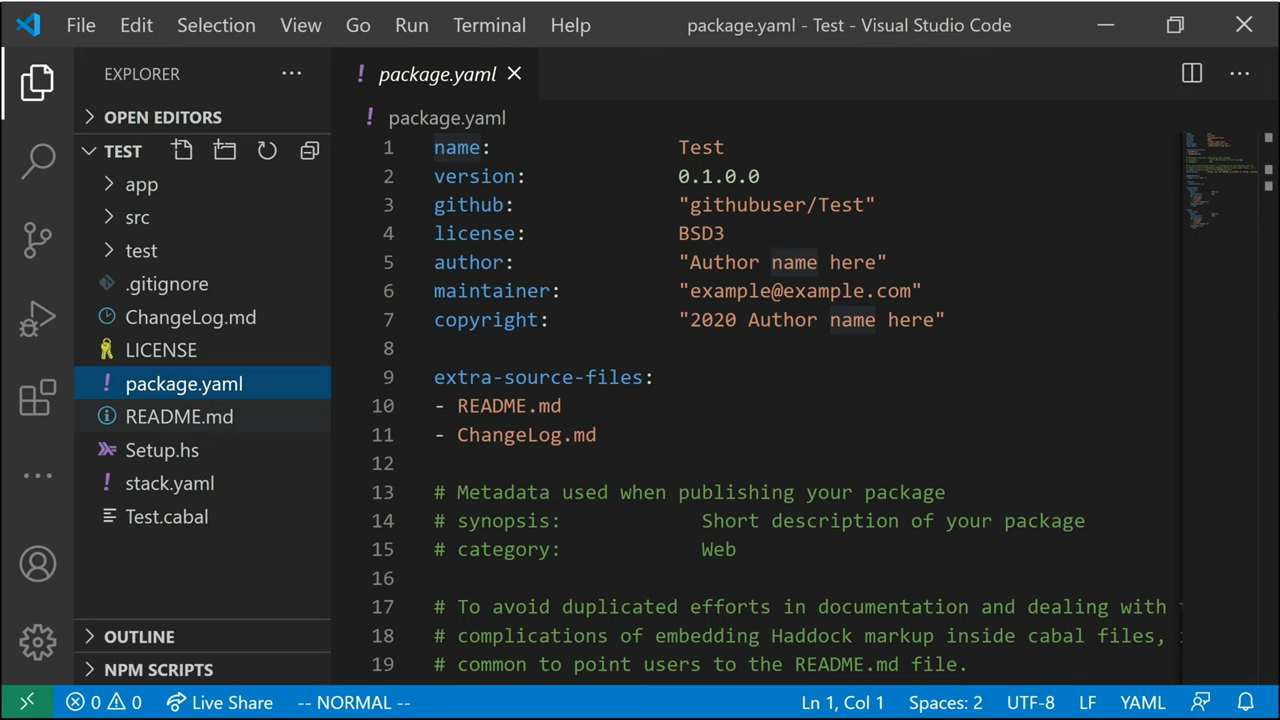 File Edit Selection View Go Run Terminal Help package.yaml - Test - Visual Studio Code
EXPLORER
OPEN EDITORS
TEST
app
src
test
.gitignore
ChangeLog.md
LICENSE
package.yaml
README.md
Setup.hs
stack.yaml
Test.cabal
OUTLINE
NPM SCRIPTS
! package.yaml
! package.yaml
1 name: Test
2 version: 0.1.0.0
3 github: "githubuser/Test"
4 license: BSD3
5 author: "Author name here"
6 maintainer: "example@example.com"
7 copyright: "2020 Author name here"
8
9 extra-source-files:
10 - README.md
11 - ChangeLog.md
12
13 # Metadata used when publishing your package
14 # synopsis: Short description of your package
15 # category: Web
16
17 # To avoid duplicated efforts in documentation and dealing with
18 # complications of embedding Haddock markup inside cabal files,
19 # common to point users to the README.md file.
0 0 Live Share -- NORMAL -- Ln 1, Col 1 Spaces: 2 UTF-8 LF YAML